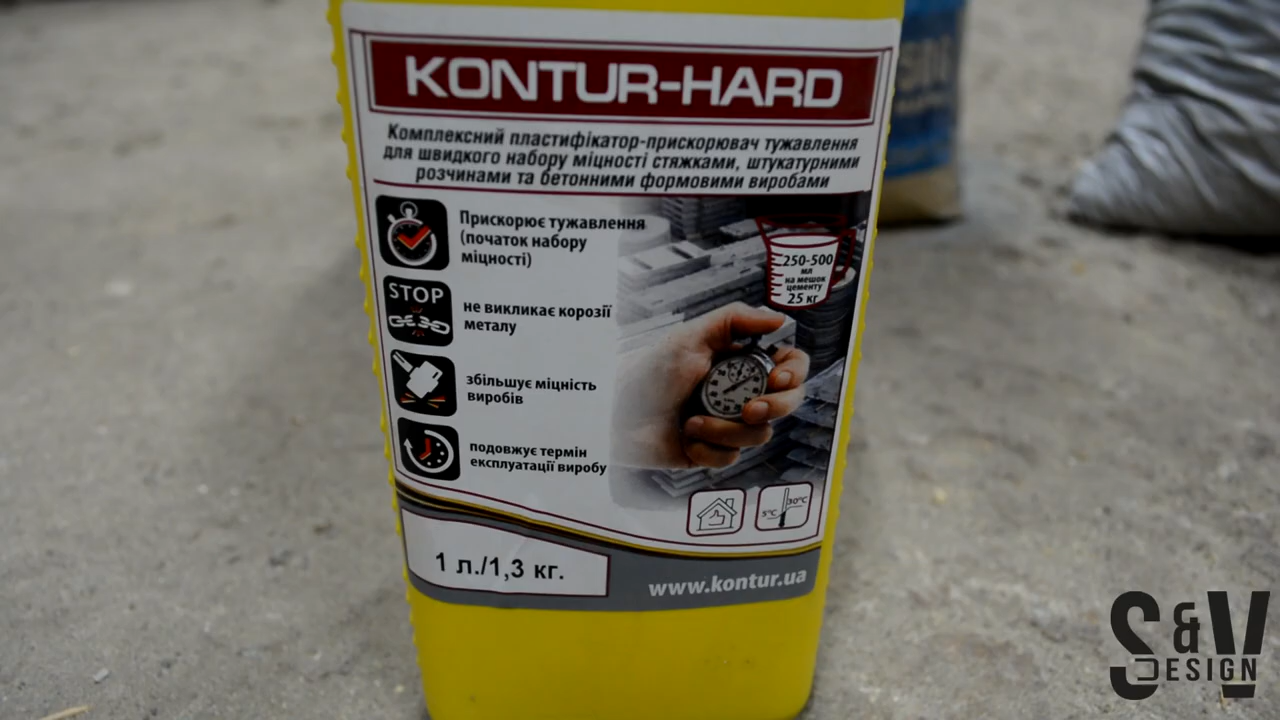 KONTUR-HARD
Комплексний пластифікатор-прискорювач тужавлення
для швидкого набору міцності стяжками, штукатурними
розчинами та бетонними формовими виробами
Прискорює тужавлення
(початок набору
міцності)
250-500
мл
на мешок
цементу
25 кг
STOP
не викликає корозії
металу
збільшує міцність
виробів
подовжує термін
експлуатації виробу
5°C
30°C
1 л./1,3 кг.
www.kontur.ua
S&V
DESIGN